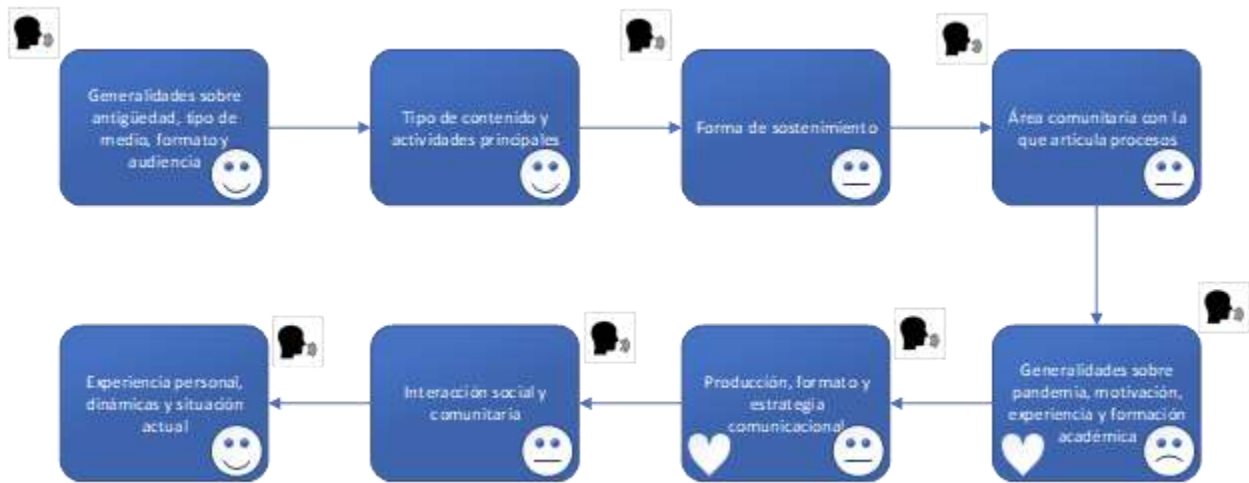 Generalidades sobre
antigüedad, tipo de
medio, formato y
audiencia
Tipo de contenido y
actividades principales
Forma de sostenimiento
Área comunitaria con la
que articula procesos
Generalidades sobre
pandemia, motivación,
experiencia y formación
académica
Producción, formato y
estrategia
comunicacional
Interacción social y
comunitaria
Experiencia personal,
dinámicas y situación
actual